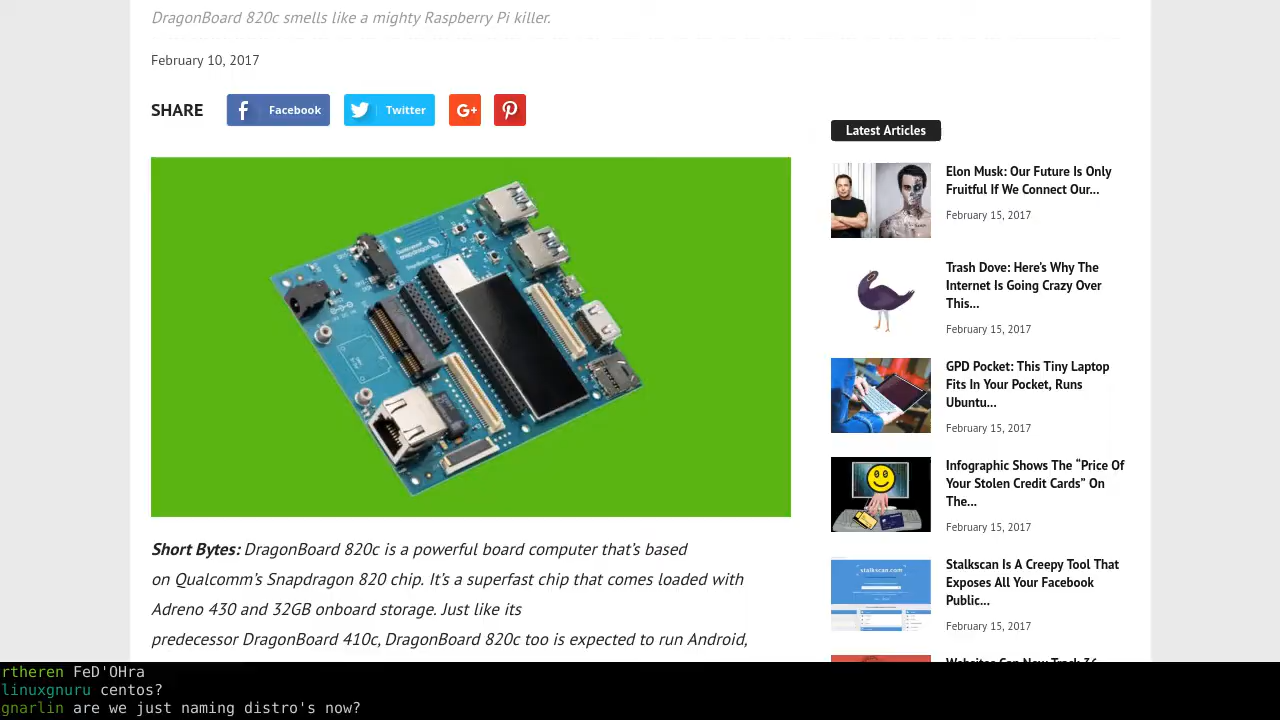 DragonBoard 820c smells like a mighty Raspberry Pi killer.
February 10, 2017
SHARE
Facebook
Twitter
G+
Latest Articles
Elon Musk: Our Future Is Only
Fruitful If We Connect Our...
February 15, 2017
Trash Dove: Here's Why The
Internet Is Going Crazy Over
This...
February 15, 2017
GPD Pocket: This Tiny Laptop
Fits In Your Pocket, Runs
Ubuntu...
February 15, 2017
Infographic Shows The “Price Of
Your Stolen Credit Cards” On
The...
February 15, 2017
stalkscan.com
Stalkscan Is A Creepy Tool That
Exposes All Your Facebook
Public...
February 15, 2017
Websites Can Now Track 36
Short Bytes: DragonBoard 820c is a powerful board computer that’s based
on Qualcomm’s Snapdragon 820 chip. It’s a superfast chip that comes loaded with
Adreno 430 and 32GB onboard storage. Just like its
predecessor DragonBoard 410c, DragonBoard 820c too is expected to run Android,
rtheren FeD'OHra
linuxgnuru centos?
gnarlin are we just naming distro's now?